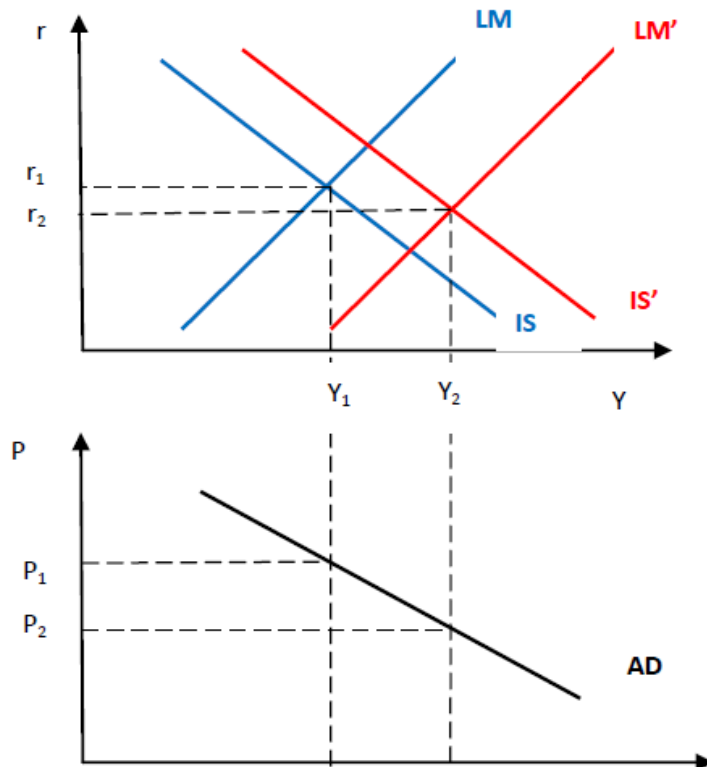 r LM LM’
r₁
r₂
IS IS’
Y₁ Y₂ Y
P
P₁
P₂
AD